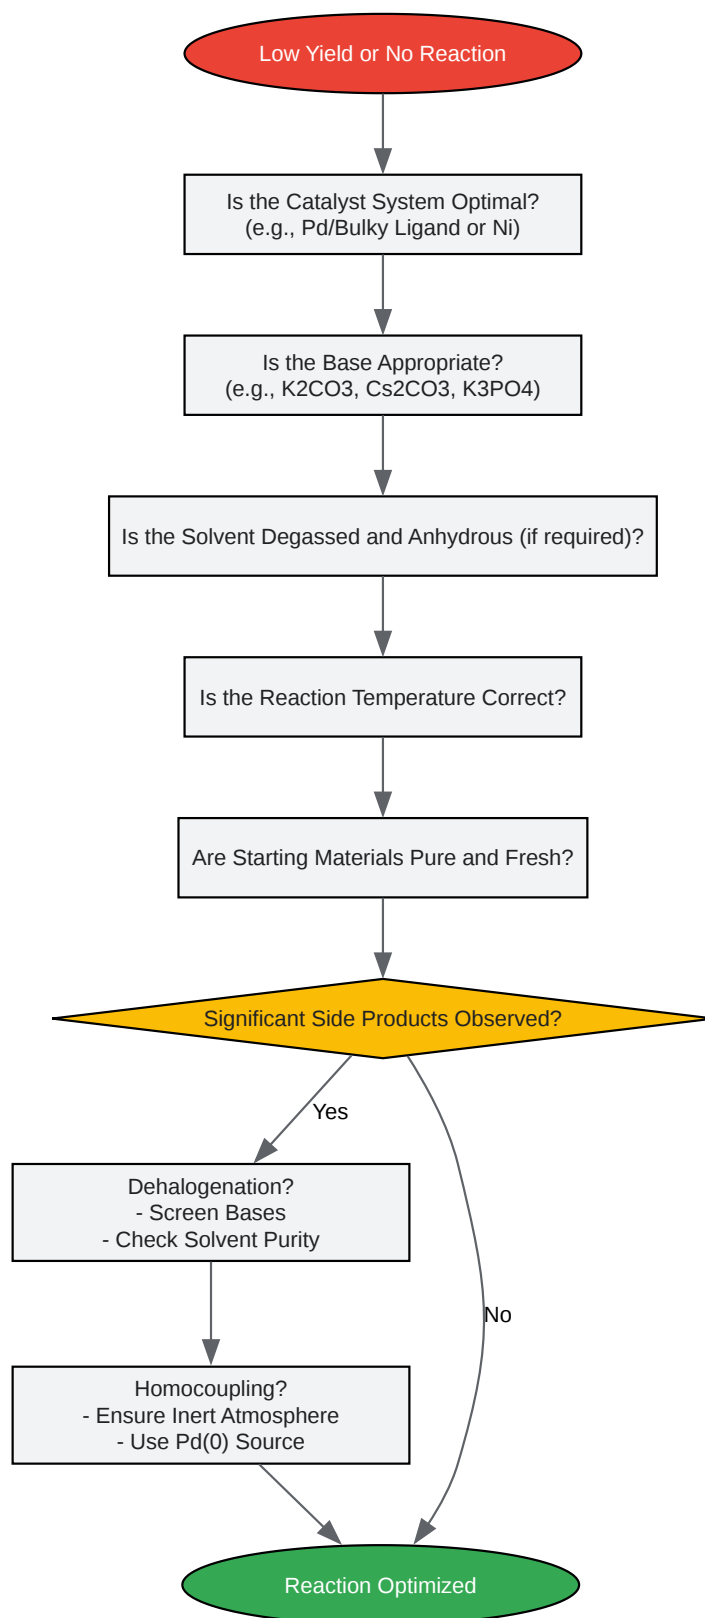 Low Yield or No Reaction
Is the Catalyst System Optimal?
(e.g., Pd/Bulky Ligand or Ni)
Is the Base Appropriate?
(e.g., K2CO3, Cs2CO3, K3PO4)
Is the Solvent Degassed and Anhydrous (if required)?
Is the Reaction Temperature Correct?
Are Starting Materials Pure and Fresh?
Significant Side Products Observed?
Yes
Dehalogenation?
- Screen Bases
- Check Solvent Purity
No
Homocoupling?
- Ensure Inert Atmosphere
- Use Pd(0) Source
Reaction Optimized